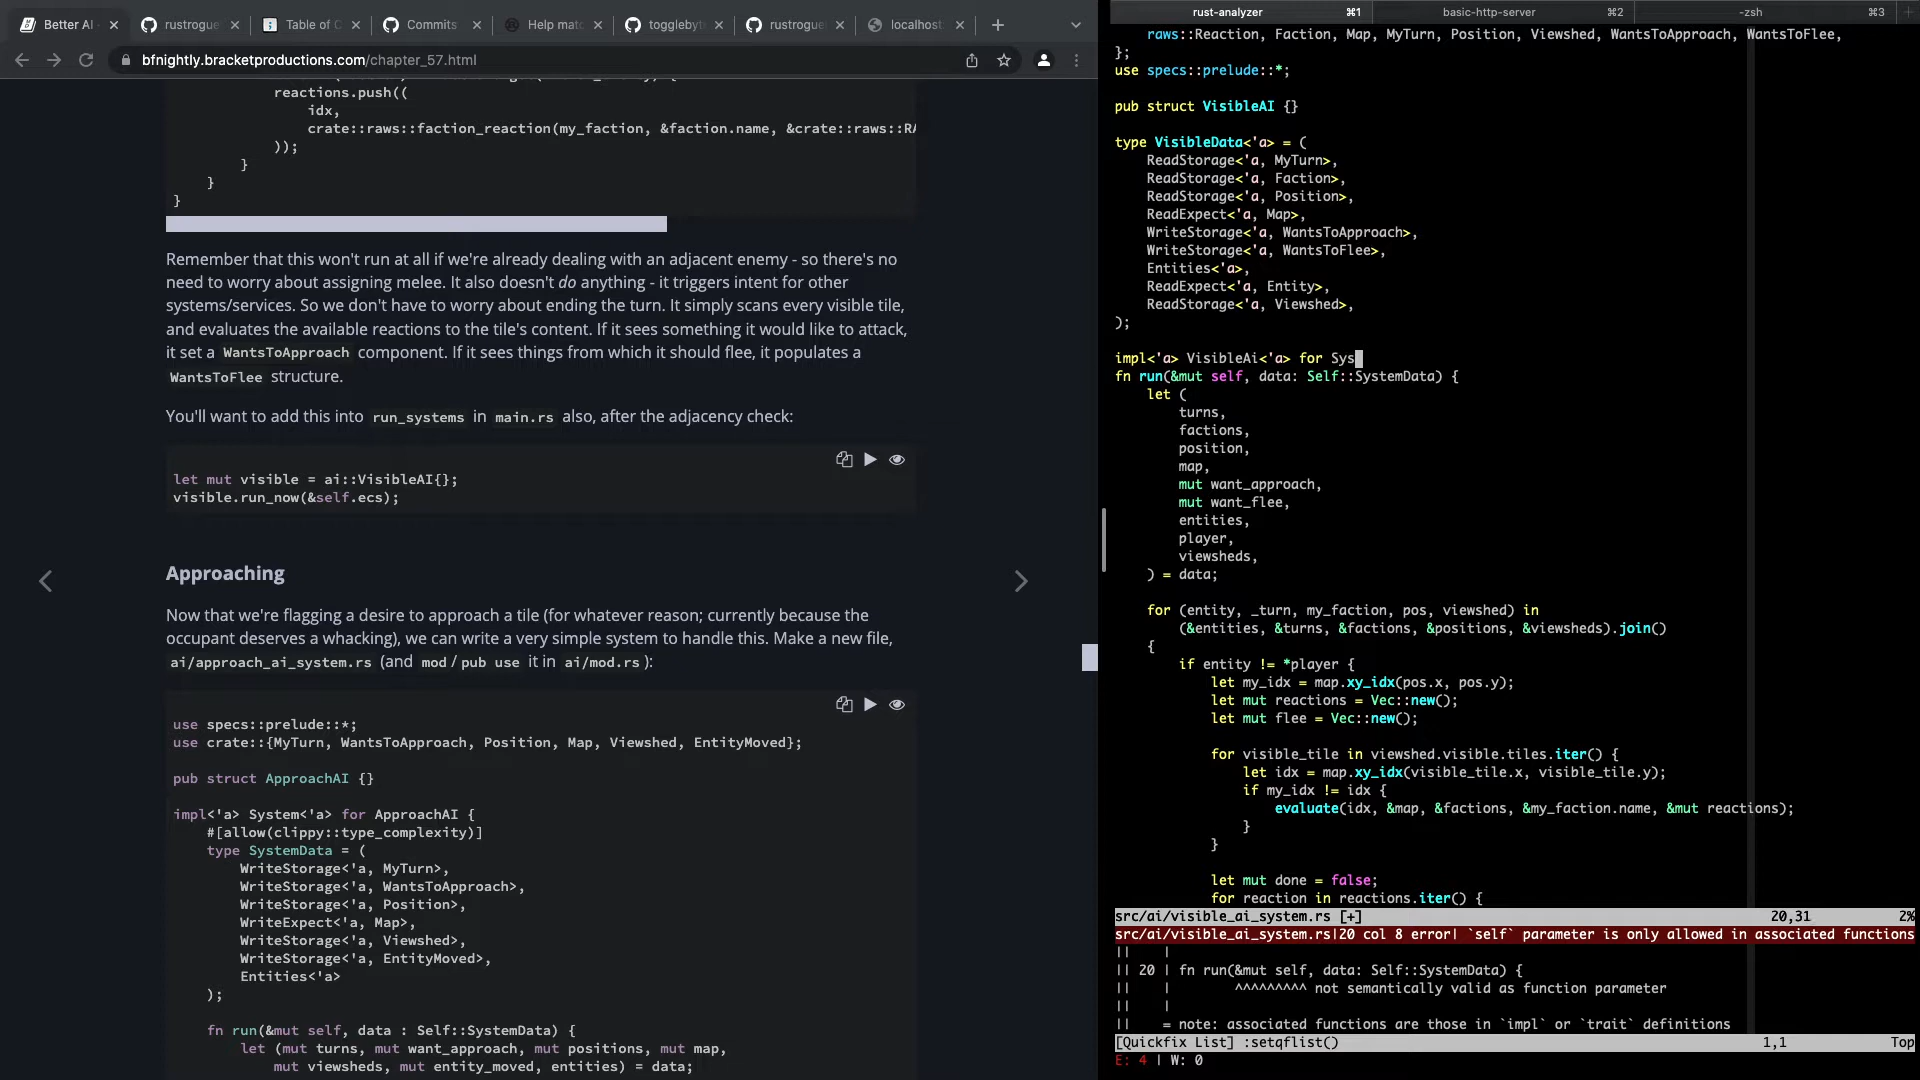 Better AI
rustrogue
Table of C
Commits
Help mat
togglebyt
rustrogue
localhost
bfnightly.bracketproductions.com/chapter_57.html
reactions.push((
idx,
crate::raws::faction_reaction(my_faction, &faction.name, &crate::raws::RA
));
}
}
}
Remember that this won't run at all if we're already dealing with an adjacent enemy - so there's no
need to worry about assigning melee. It also doesn't do anything - it triggers intent for other
systems/services. So we don't have to worry about ending the turn. It simply scans every visible tile,
and evaluates the available reactions to the tile's content. If it sees something it would like to attack,
it set a WantsToApproach component. If it sees things from which it should flee, it populates a
WantsToFlee structure.
You'll want to add this into run_systems in main.rs also, after the adjacency check:
let mut visible = ai::VisibleAI{};
visible.run_now(&self.ecs);
Approaching
Now that we're flagging a desire to approach a tile (for whatever reason; currently because the
occupant deserves a whacking), we can write a very simple system to handle this. Make a new file,
ai/approach_ai_system.rs (and mod / pub use it in ai/mod.rs ):
use specs::prelude::*;
use crate::{MyTurn, WantsToApproach, Position, Map, Viewshed, EntityMoved};
pub struct ApproachAI {}
impl<'a> System<'a> for ApproachAI {
#[allow(clippy::type_complexity)]
type SystemData = (
WriteStorage<'a, MyTurn>,
WriteStorage<'a, WantsToApproach>,
WriteStorage<'a, Position>,
WriteExpect<'a, Map>,
WriteStorage<'a, Viewshed>,
WriteStorage<'a, EntityMoved>,
Entities<'a>
);
fn run(&mut self, data : Self::SystemData) {
let (mut turns, mut want_approach, mut positions, mut map,
mut viewsheds, mut entity_moved, entities) = data;
rust-analyzer ⌘1
basic-http-server ⌘2
-zsh ⌘3
raws::Reaction, Faction, Map, MyTurn, Position, Viewshed, WantsToApproach, WantsToFlee,
};
use specs::prelude::*;
pub struct VisibleAI {}
type VisibleData<'a> = (
ReadStorage<'a, MyTurn>,
ReadStorage<'a, Faction>,
ReadStorage<'a, Position>,
ReadExpect<'a, Map>,
WriteStorage<'a, WantsToApproach>,
WriteStorage<'a, WantsToFlee>,
Entities<'a>,
ReadExpect<'a, Entity>,
ReadStorage<'a, Viewshed>,
);
impl<'a> VisibleAi<'a> for Sys
fn run(&mut self, data: Self::SystemData) {
let (
turns,
factions,
position,
map,
mut want_approach,
mut want_flee,
entities,
player,
viewsheds,
) = data;
for (entity, _turn, my_faction, pos, viewshed) in
(&entities, &turns, &factions, &positions, &viewsheds).join()
{
if entity != *player {
let my_idx = map.xy_idx(pos.x, pos.y);
let mut reactions = Vec::new();
let mut flee = Vec::new();
for visible_tile in viewshed.visible.tiles.iter() {
let idx = map.xy_idx(visible_tile.x, visible_tile.y);
if my_idx != idx {
evaluate(idx, &map, &factions, &my_faction.name, &mut reactions);
}
}
let mut done = false;
for reaction in reactions.iter() {
src/ai/visible_ai_system.rs [+] 20,31 2%
src/ai/visible_ai_system.rs|20 col 8 error| `self` parameter is only allowed in associated functions
|| |
|| 20 | fn run(&mut self, data: Self::SystemData) {
|| | ^^^^^^^^^ not semantically valid as function parameter
|| |
|| = note: associated functions are those in `impl` or `trait` definitions
[Quickfix List] :setqflist() 1,1 Top
E: 4 | W: 0